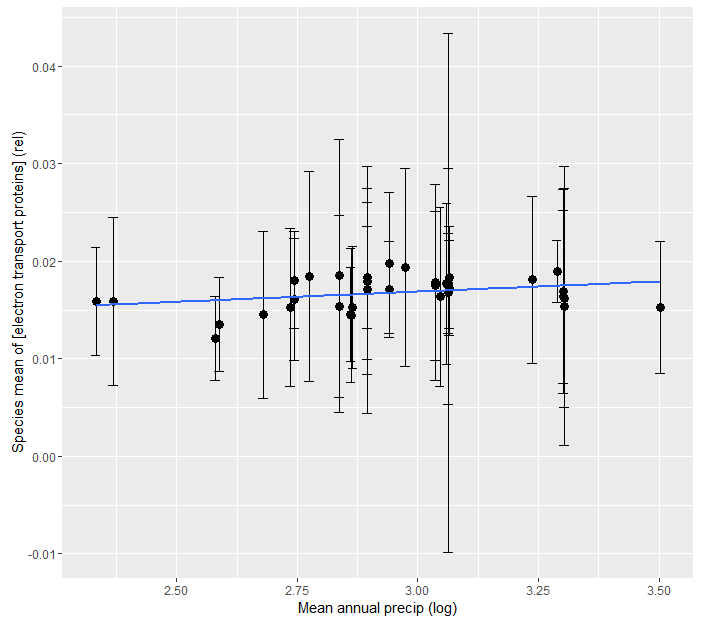 Species mean of [electron transport proteins] (rel)
0.04
0.03
0.02
0.01
0.00
-0.01
2.50 2.75 3.00 3.25 3.50
Mean annual precip (log)